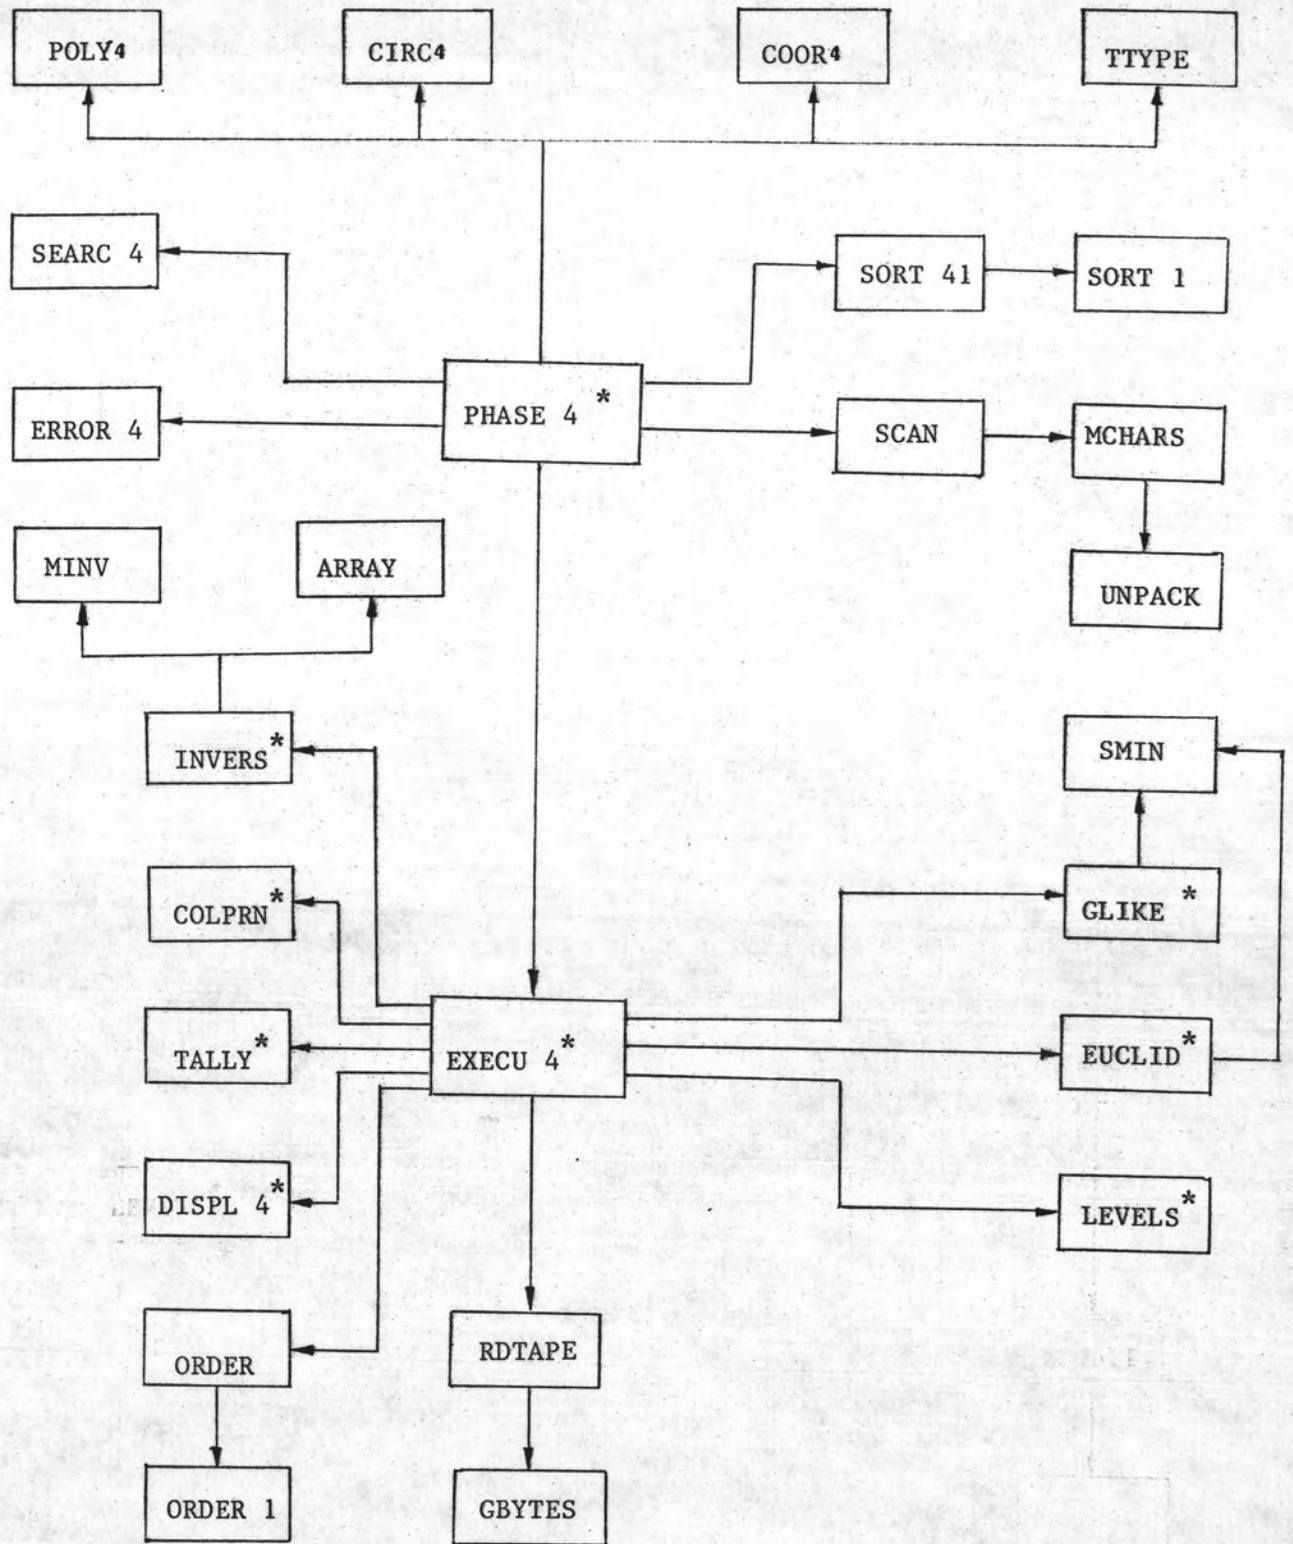 POLY4
CIRC4
COOR4
TTYPE
SEARC 4
SORT 41
SORT 1
ERROR 4
PHASE 4 *
SCAN
MCHARS
MINV
ARRAY
UNPACK
INVERS*
SMIN
COLPRN*
GLIKE *
TALLY*
EXECU 4*
EUCLID*
DISPL 4*
LEVELS*
ORDER
RDTAPE
ORDER 1
GBYTES